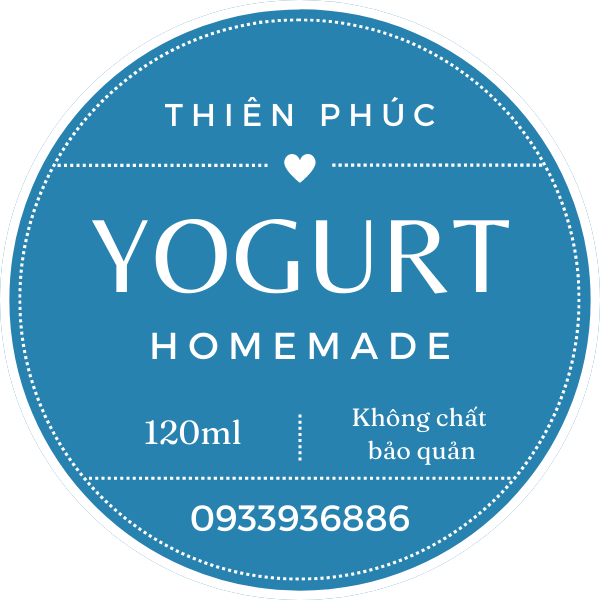 THIÊN PHÚC
YOGURT
HOMEMADE
120ml
Không chất
bảo quản
0933936886